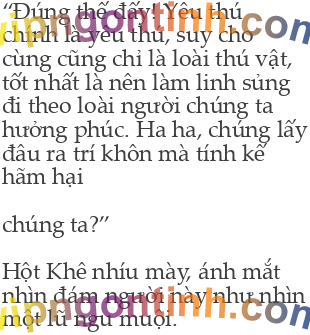 “Đúng thế đấy! Yêu thú
chính là yêu thú, suy cho
cùng cũng chỉ là loài thú vật,
tốt nhất là nên làm linh sủng
đi theo loài người chúng ta
hưởng phúc. Ha ha, chúng lấy
đâu ra trí khôn mà tính kế
hãm hại
chúng ta?”
Hột Khê nhíu mày, ánh mắt
nhìn đám người này như nhìn
một lũ ngu muội.
vipngontinh.com
vipngontinh.com